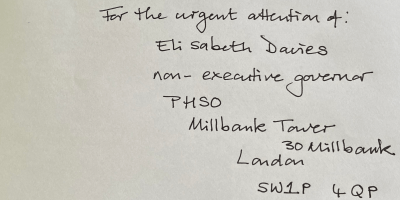 For the urgent attention of:
Elisabeth Davies
non-executive governor
PHSO
Millbank Tower
30 Millbank
London
SW1P 4QP